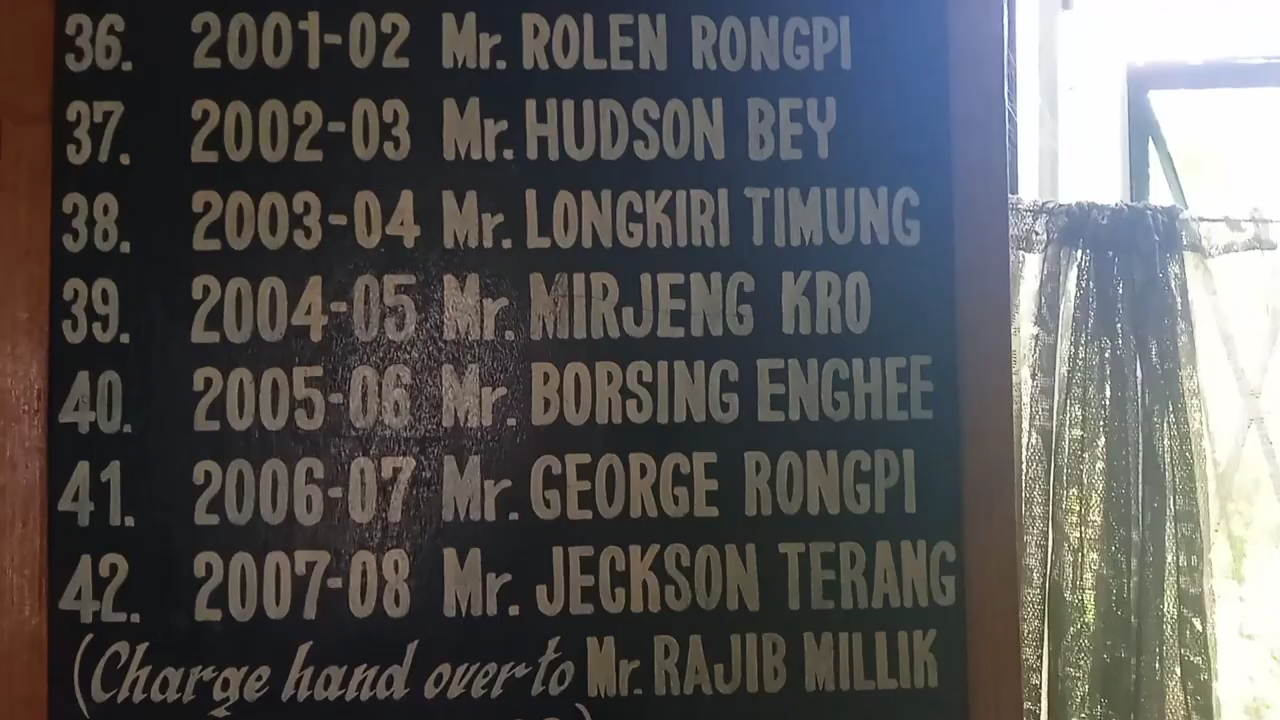 36. 2001-02 Mr. ROLEN RONGPI
37. 2002-03 Mr. HUDSON BEY
38. 2003-04 Mr. LONGKIRI TIMUNG
39. 2004-05 Mr. MIRJENG KRO
40. 2005-06 Mr. BORSING ENGHEE
41. 2006-07 Mr. GEORGE RONGPI
42. 2007-08 Mr. JECKSON TERANG
(Charge hand over to Mr. RAJIB MILLIK